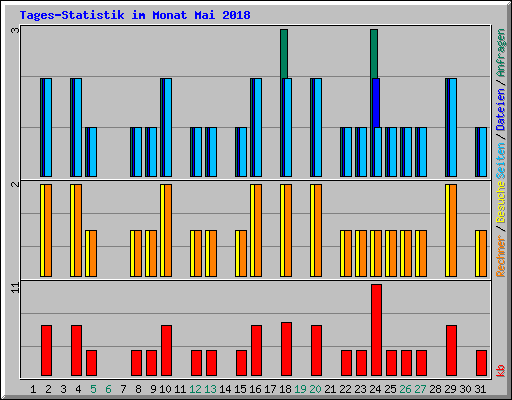 Tages-Statistik im Monat Mai 2018
3
2
11
Rechner / Besuche Seiten / Dateien / Anfragen
kb
1 2 3 4 5 6 7 8 9 10 11 12 13 14 15 16 17 18 19 20 21 22 23 24 25 26 27 28 29 30 31